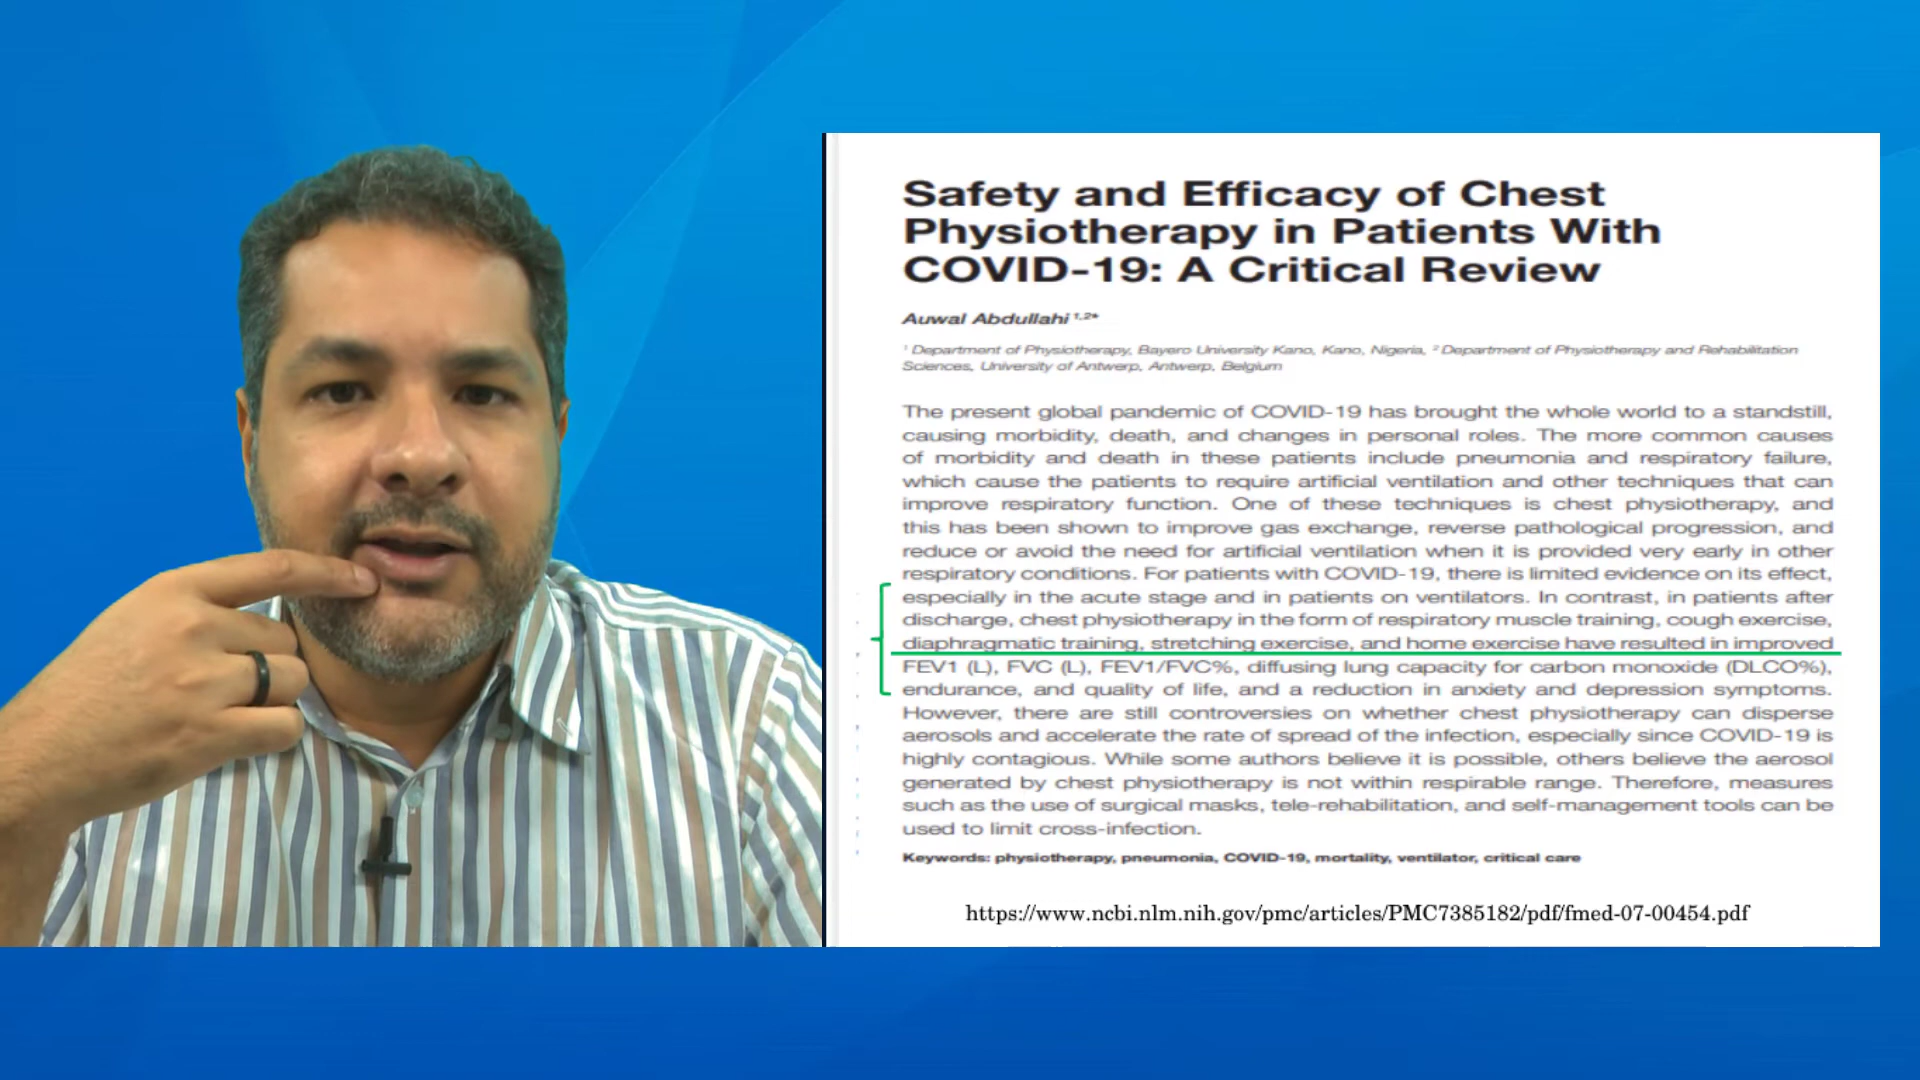 Safety and Efficacy of Chest
Physiotherapy in Patients With
COVID-19: A Critical Review
Auwal Abdullahi 1,2*
1 Department of Physiotherapy, Bayero University Kano, Kano, Nigeria, 2 Department of Physiotherapy and Rehabilitation
Sciences, University of Antwerp, Antwerp, Belgium
The present global pandemic of COVID-19 has brought the whole world to a standstill,
causing morbidity, death, and changes in personal roles. The more common causes
of morbidity and death in these patients include pneumonia and respiratory failure,
which cause the patients to require artificial ventilation and other techniques that can
improve respiratory function. One of these techniques is chest physiotherapy, and
this has been shown to improve gas exchange, reverse pathological progression, and
reduce or avoid the need for artificial ventilation when it is provided very early in other
respiratory conditions. For patients with COVID-19, there is limited evidence on its effect,
especially in the acute stage and in patients on ventilators. In contrast, in patients after
discharge, chest physiotherapy in the form of respiratory muscle training, cough exercise,
diaphragmatic training, stretching exercise, and home exercise have resulted in improved
FEV1 (L), FVC (L), FEV1/FVC%, diffusing lung capacity for carbon monoxide (DLCO%),
endurance, and quality of life, and a reduction in anxiety and depression symptoms.
However, there are still controversies on whether chest physiotherapy can disperse
aerosols and accelerate the rate of spread of the infection, especially since COVID-19 is
highly contagious. While some authors believe it is possible, others believe the aerosol
generated by chest physiotherapy is not within respirable range. Therefore, measures
such as the use of surgical masks, tele-rehabilitation, and self-management tools can be
used to limit cross-infection.
Keywords: physiotherapy, pneumonia, COVID-19, mortality, ventilator, critical care
https://www.ncbi.nlm.nih.gov/pmc/articles/PMC7385182/pdf/fmed-07-00454.pdf